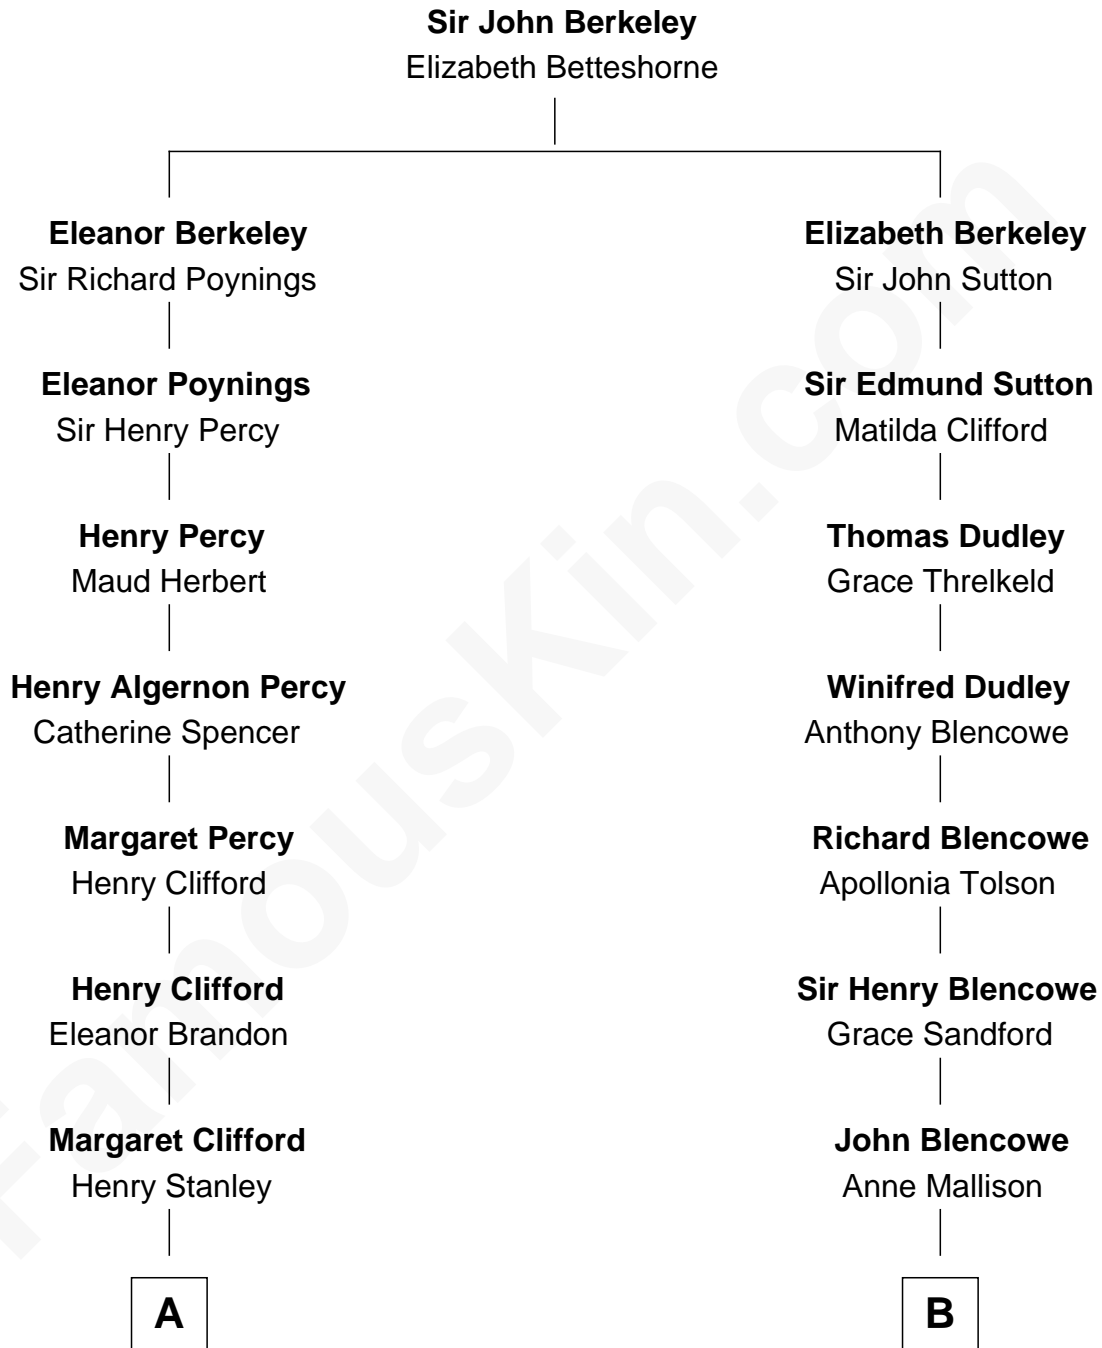 Sir John Berkeley
Elizabeth Betteshorne
Eleanor Berkeley
Sir Richard Poynings
Elizabeth Berkeley
Sir John Sutton
Eleanor Poynings
Sir Henry Percy
Sir Edmund Sutton
Matilda Clifford
Henry Percy
Maud Herbert
Thomas Dudley
Grace Threlkeld
Henry Algernon Percy
Catherine Spencer
Winifred Dudley
Anthony Blencowe
Margaret Percy
Henry Clifford
Richard Blencowe
Apollonia Tolson
Henry Clifford
Eleanor Brandon
Sir Henry Blencowe
Grace Sandford
Margaret Clifford
Henry Stanley
John Blencowe
Anne Mallison
A
B
FamousKin.com